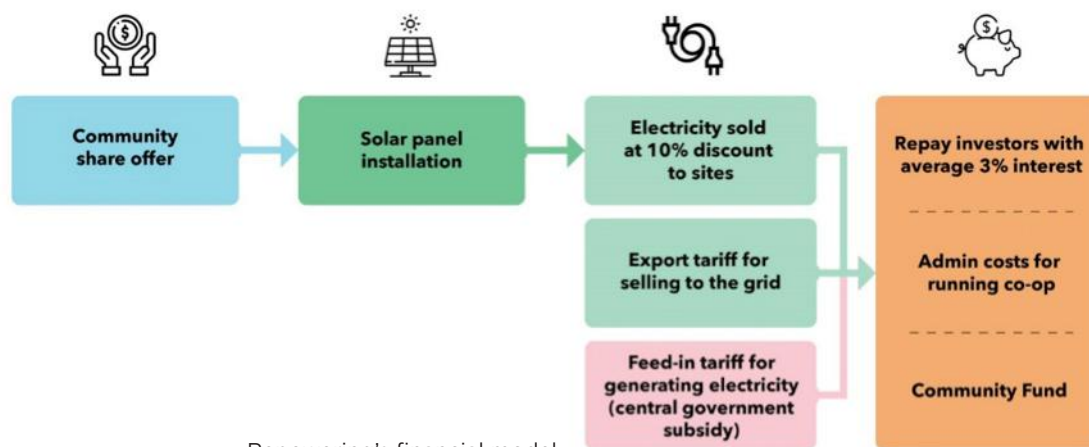 Community
share offer
Solar panel
installation
Electricity sold
at 10% discount
to sites
Export tariff for
selling to the grid
Feed-in tariff for
generating electricity
(central government
subsidy)
Repay investors with
average 3% interest
Admin costs for
running co-op
Community Fund
financial model